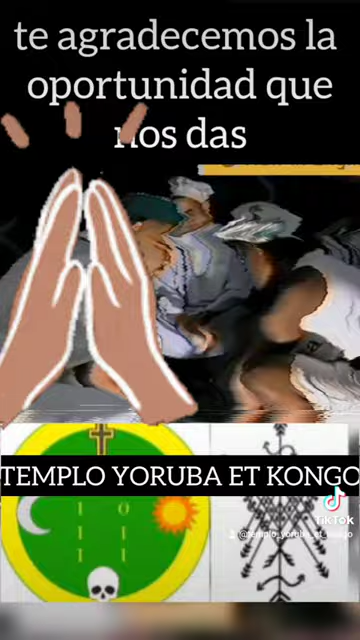 te agradecemos la
oportunidad que
nos das
TEMPLO YORUBA ET KONGO
TikTok